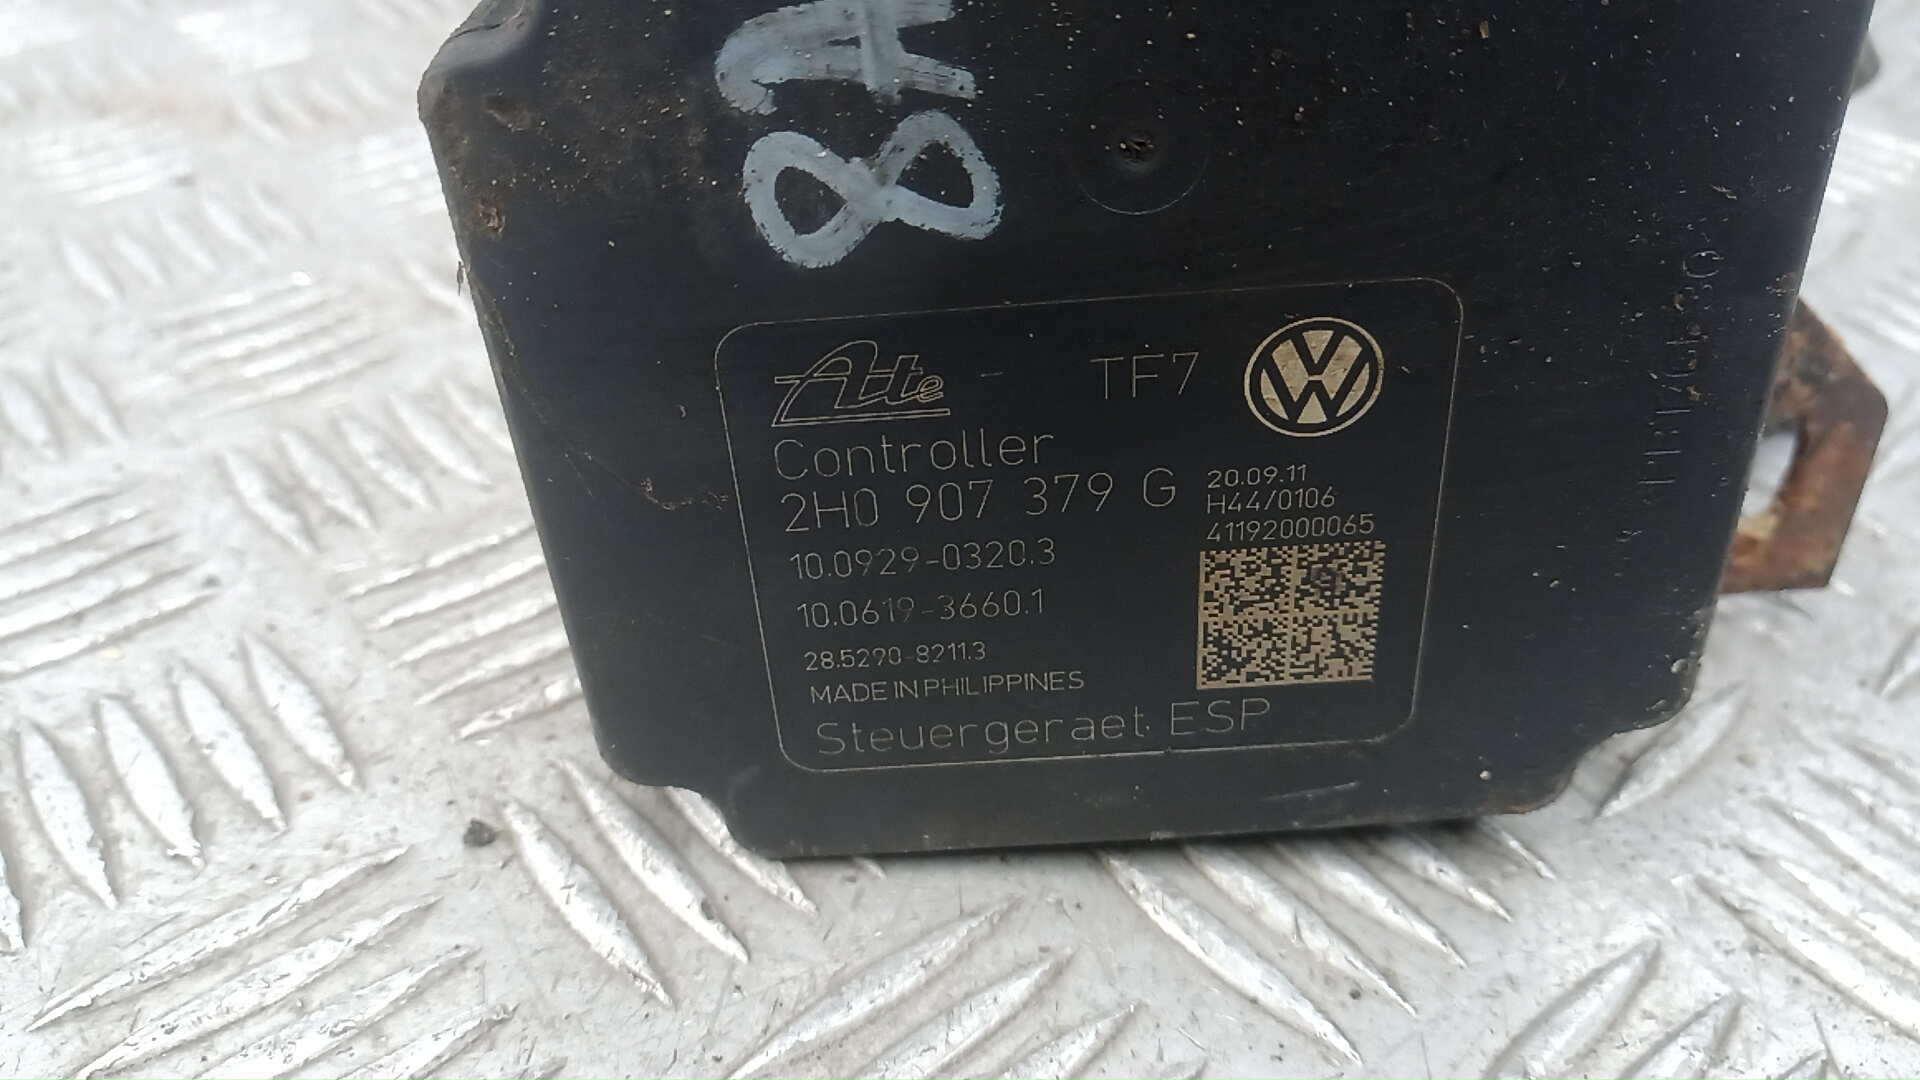 Ate - TF7
Controller
2H0 907 379 G
20.09.11
H44/0106
41192000065
10.0929-0320.3
10.0619-3660.1
28.5290-8211.3
MADE IN PHILIPPINES
Steuergeraet ESP